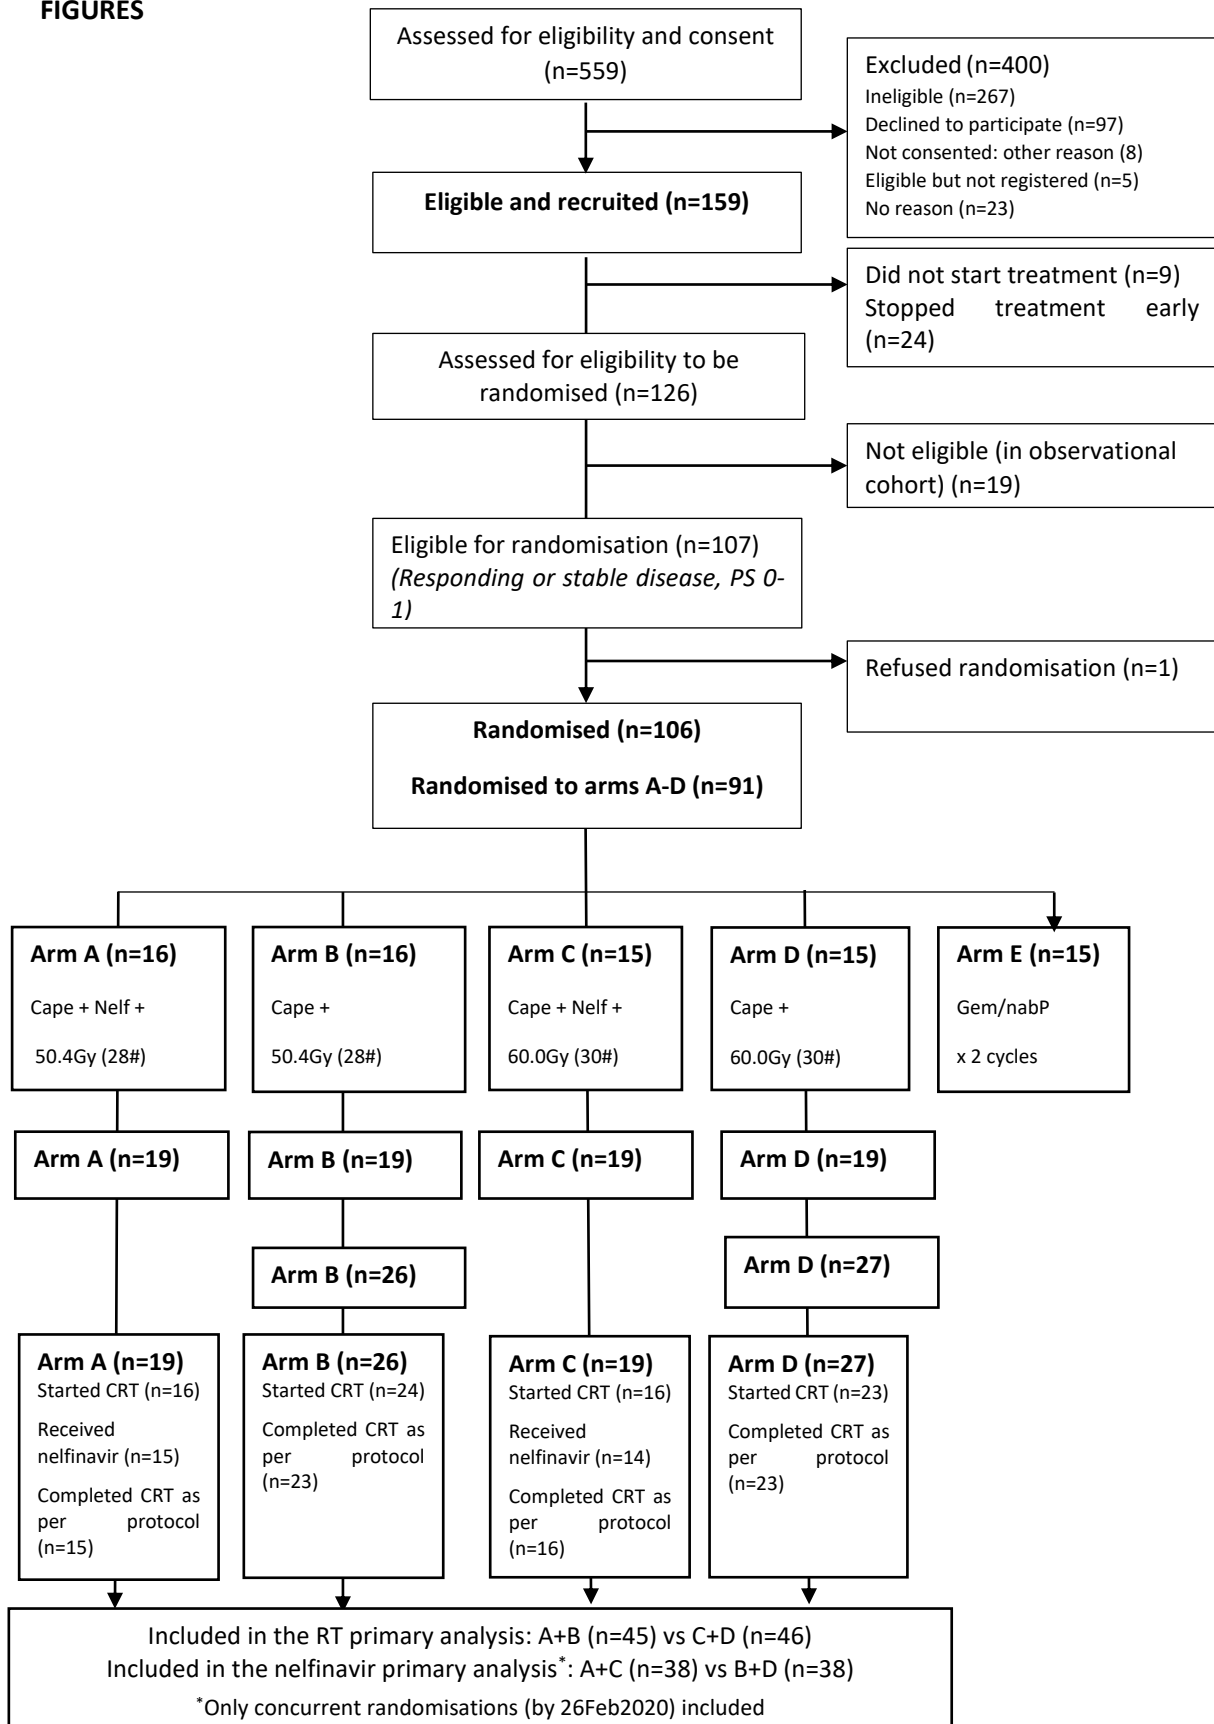 FIGURES
Assessed for eligibility and consent
(n=559)
Excluded (n=400)
Ineligible (n=267)
Declined to participate (n=97)
Not consented: other reason (8)
Eligible but not registered (n=5)
No reason (n=23)
Eligible and recruited (n=159)
Did not start treatment (n=9)
Stopped treatment early
(n=24)
Assessed for eligibility to be
randomised (n=126)
Not eligible (in observational
cohort) (n=19)
Eligible for randomisation (n=107)
(Responding or stable disease, PS 0-
1)
Refused randomisation (n=1)
Randomised (n=106)
Randomised to arms A-D (n=91)
Arm A (n=16)
Cape + Nelf +
50.4Gy (28#)
Arm B (n=16)
Cape +
50.4Gy (28#)
Arm C (n=15)
Cape + Nelf +
60.0Gy (30#)
Arm D (n=15)
Cape +
60.0Gy (30#)
Arm E (n=15)
Gem/nabP
x 2 cycles
Arm A (n=19)
Arm B (n=19)
Arm C (n=19)
Arm D (n=19)
Arm B (n=26)
Arm D (n=27)
Arm A (n=19)
Started CRT (n=16)
Received
nelfinavir (n=15)
Completed CRT as
per protocol
(n=15)
Arm B (n=26)
Started CRT (n=24)
Completed CRT as
per protocol
(n=23)
Arm C (n=19)
Started CRT (n=16)
Received
nelfinavir (n=14)
Completed CRT as
per protocol
(n=16)
Arm D (n=27)
Started CRT (n=23)
Completed CRT as
per protocol
(n=23)
Included in the RT primary analysis: A+B (n=45) vs C+D (n=46)
Included in the nelfinavir primary analysis*: A+C (n=38) vs B+D (n=38)
*Only concurrent randomisations (by 26Feb2020) included